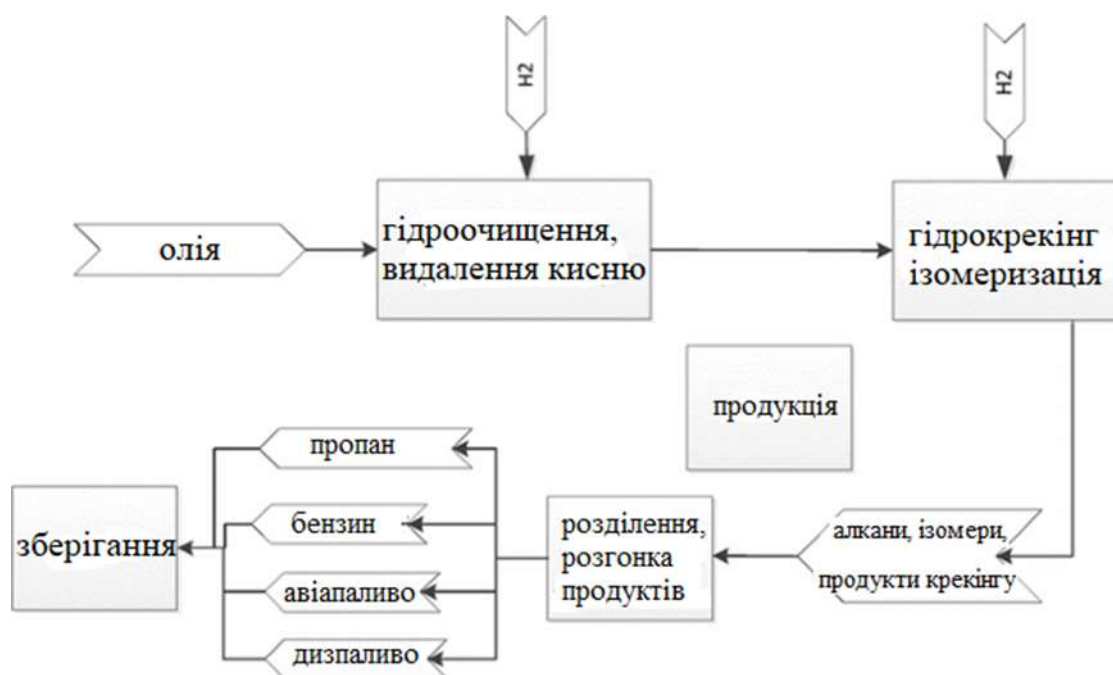 H2
H2
олія
гідроочищення,
видалення кисню
гідрокрекінг
ізомеризація
продукція
пропан
бензин
авіапаливо
дизпаливо
зберігання
розділення,
розгонка
продуктів
алкани, ізомери,
продукти крекінгу